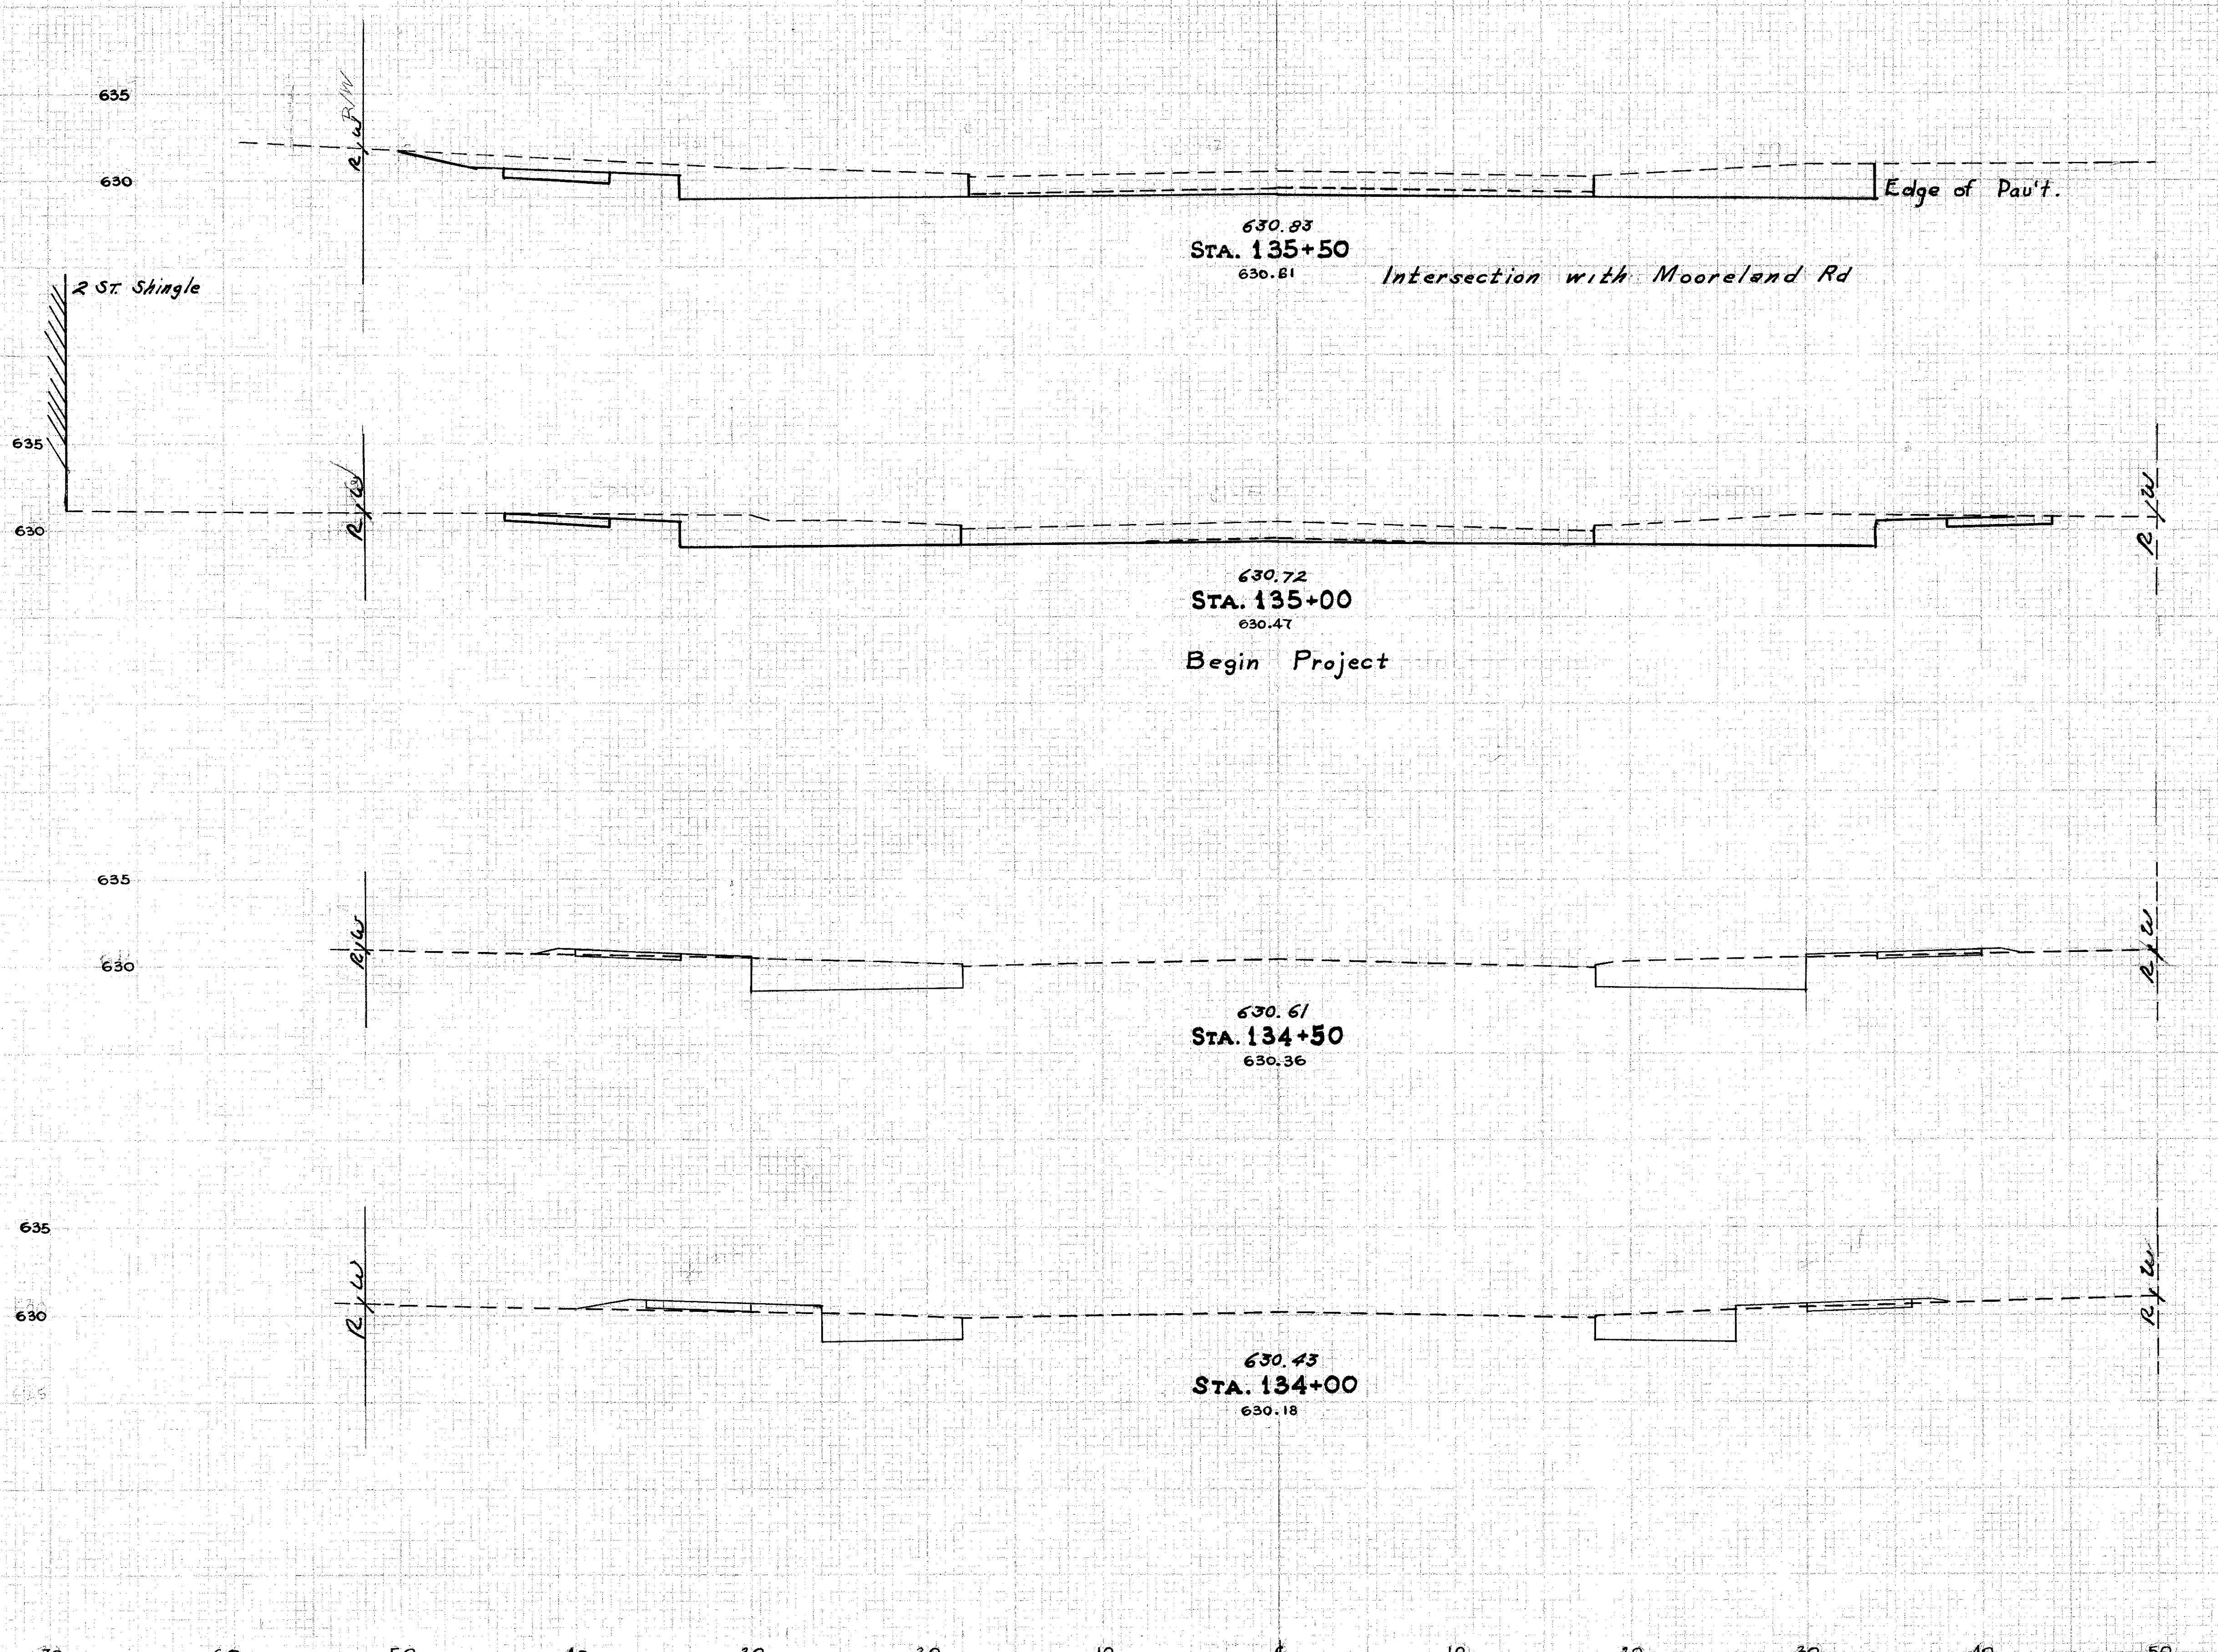 635
R/W
R/W
630
Edge of Pav't.
630.83
STA. 135+50
630.61
Intersection with Mooreland Rd
2 ST. Shingle
635
R/W
R/W
630
630.72
STA. 135+00
630.47
Begin Project
635
R/W
R/W
630
630.61
STA. 134+50
630.36
635
R/W
R/W
630
630.43
STA. 134+00
630.18
625